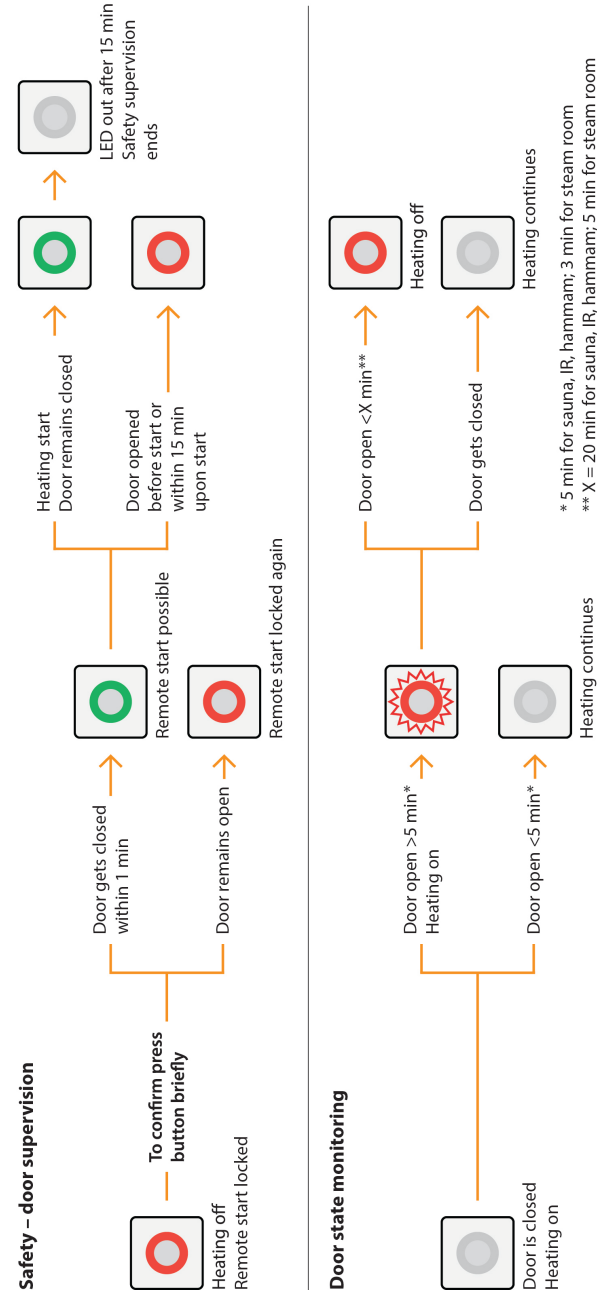 Safety – door supervision
Heating off
Remote start locked
To confirm press
button briefly
Door gets closed
within 1 min
Door remains open
Remote start possible
Remote start locked again
Heating start
Door remains closed
Door opened
before start or
within 15 min
upon start
LED out after 15 min
Safety supervision
ends
Door state monitoring
Door is closed
Heating on
Door open >5 min*
Heating on
Door open <5 min*
Heating continues
Door open <X min**
Door gets closed
Heating off
Heating continues
* 5 min for sauna, IR, hammam; 3 min for steam room
** X = 20 min for sauna, IR, hammam; 5 min for steam room